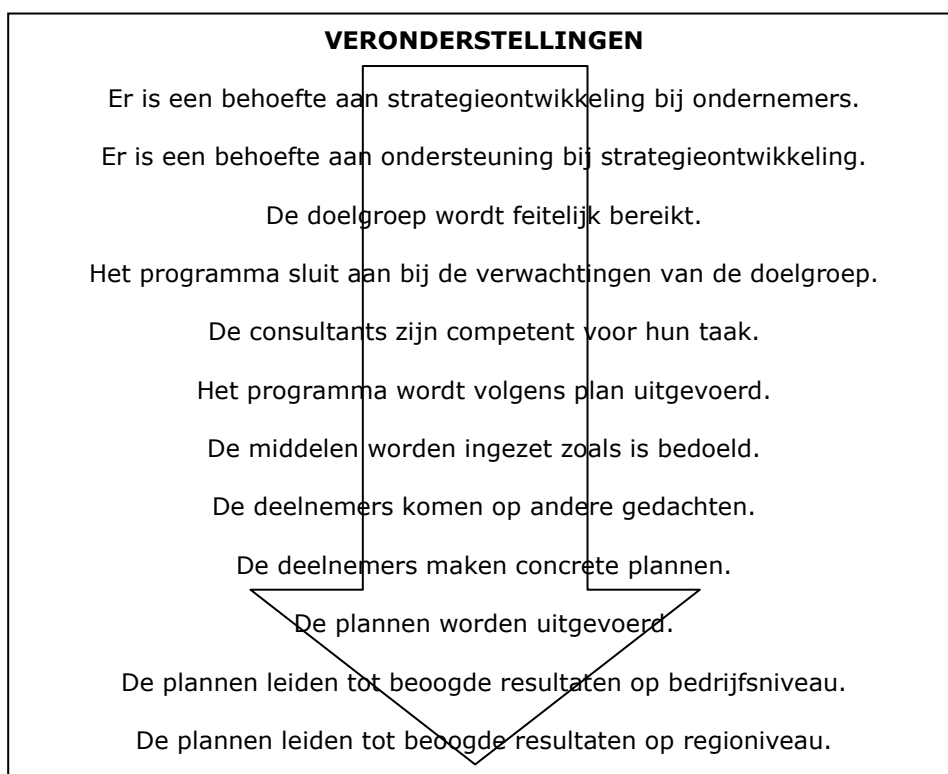 VERONDERSTELLINGEN
Er is een behoefte aan strategieontwikkeling bij ondernemers.
Er is een behoefte aan ondersteuning bij strategieontwikkeling.
De doelgroep wordt feitelijk bereikt.
Het programma sluit aan bij de verwachtingen van de doelgroep.
De consultants zijn competent voor hun taak.
Het programma wordt volgens plan uitgevoerd.
De middelen worden ingezet zoals is bedoeld.
De deelnemers komen op andere gedachten.
De deelnemers maken concrete plannen.
De plannen worden uitgevoerd.
De plannen leiden tot beoogde resultaten op bedrijfsniveau.
De plannen leiden tot beoogde resultaten op regioniveau.